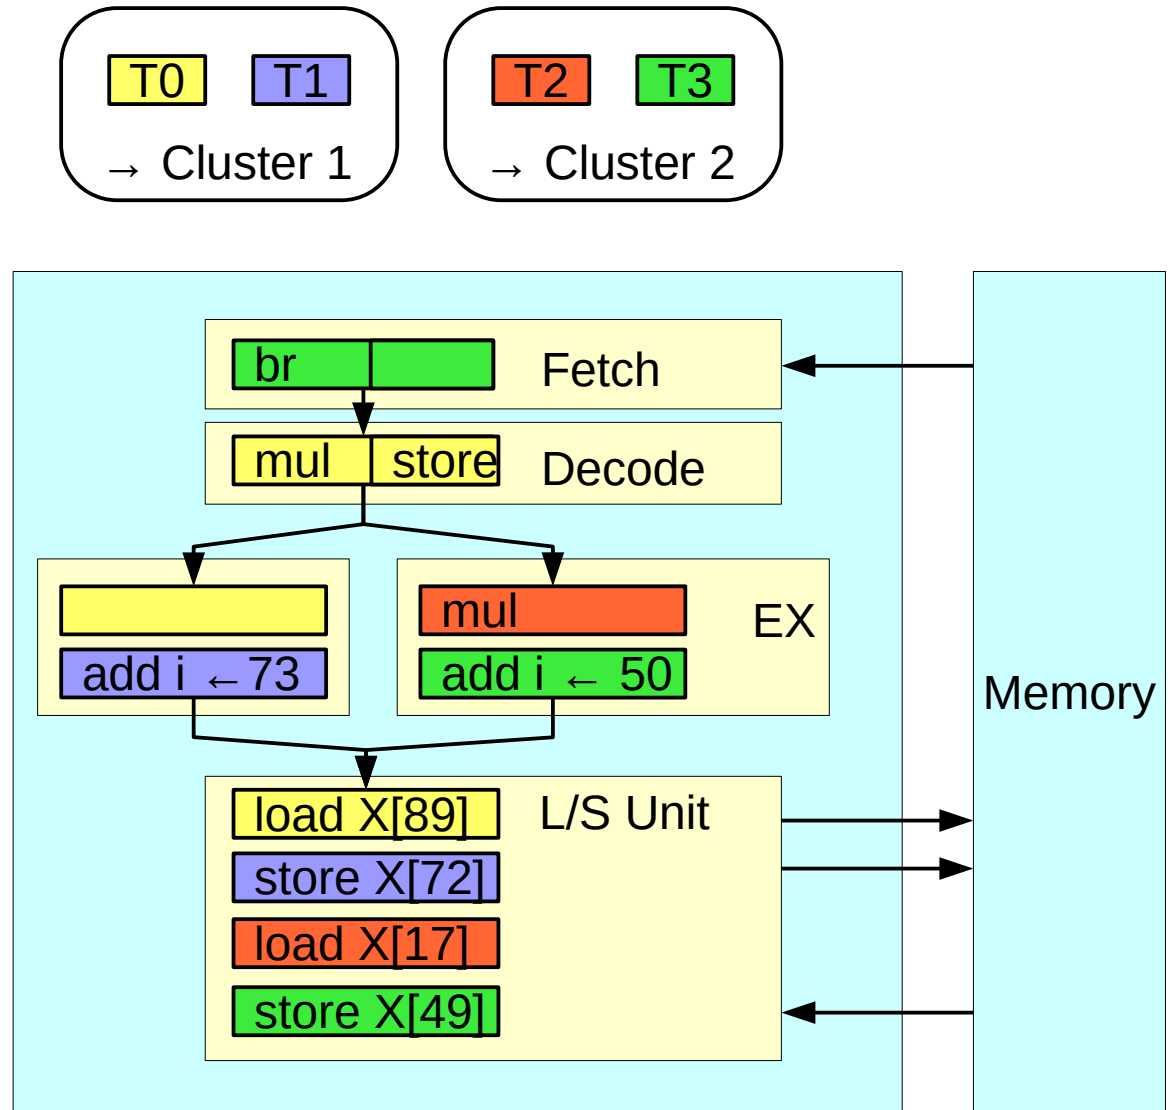 T0 T1
→ Cluster 1
T2 T3
→ Cluster 2
br
Fetch
mul store
Decode
mul
EX
add i ←73
add i ← 50
Memory
load X[89]
L/S Unit
store X[72]
load X[17]
store X[49]